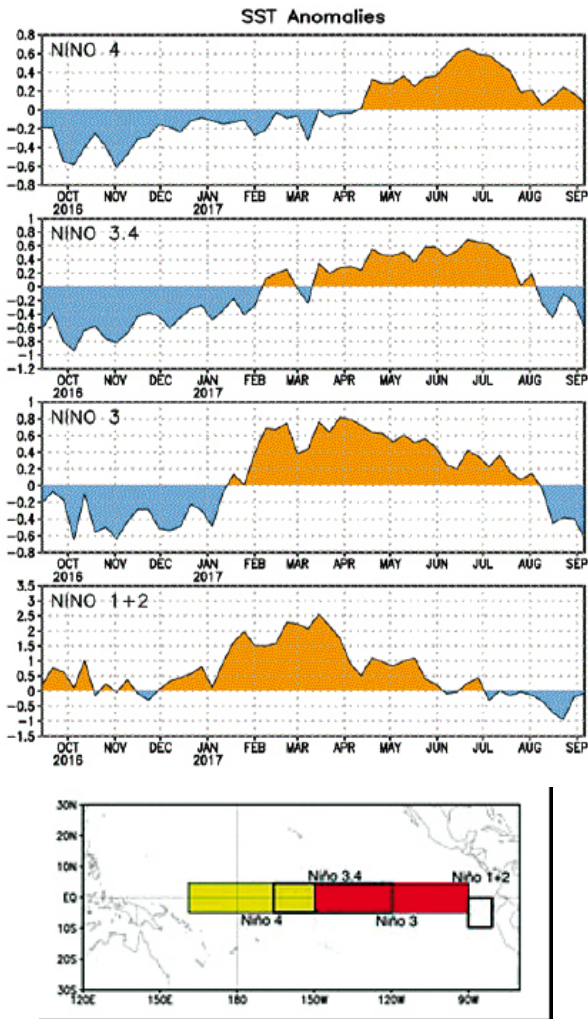 SST Anomalies
NINO 4
0.8
0.6
0.4
0.2
0
−0.2
−0.4
−0.6
−0.8
OCT NOV DEC JAN FEB MAR APR MAY JUN JUL AUG SEP
2016 2017
NINO 3.4
1
0.8
0.6
0.4
0.2
0
−0.2
−0.4
−0.6
−0.8
−1
−1.2
OCT NOV DEC JAN FEB MAR APR MAY JUN JUL AUG SEP
2016 2017
NINO 3
1
0.8
0.6
0.4
0.2
0
−0.2
−0.4
−0.6
−0.8
OCT NOV DEC JAN FEB MAR APR MAY JUN JUL AUG SEP
2016 2017
NINO 1+2
3.5
3
2.5
2
1.5
1
0.5
0
−0.5
−1
−1.5
OCT NOV DEC JAN FEB MAR APR MAY JUN JUL AUG SEP
2016 2017
30N
20N
10N
Niño 3.4 Niño 1+2
EQ
Niño 4 Niño 3
10S
20S
30S
120E 150E 180 150W 120W 90W